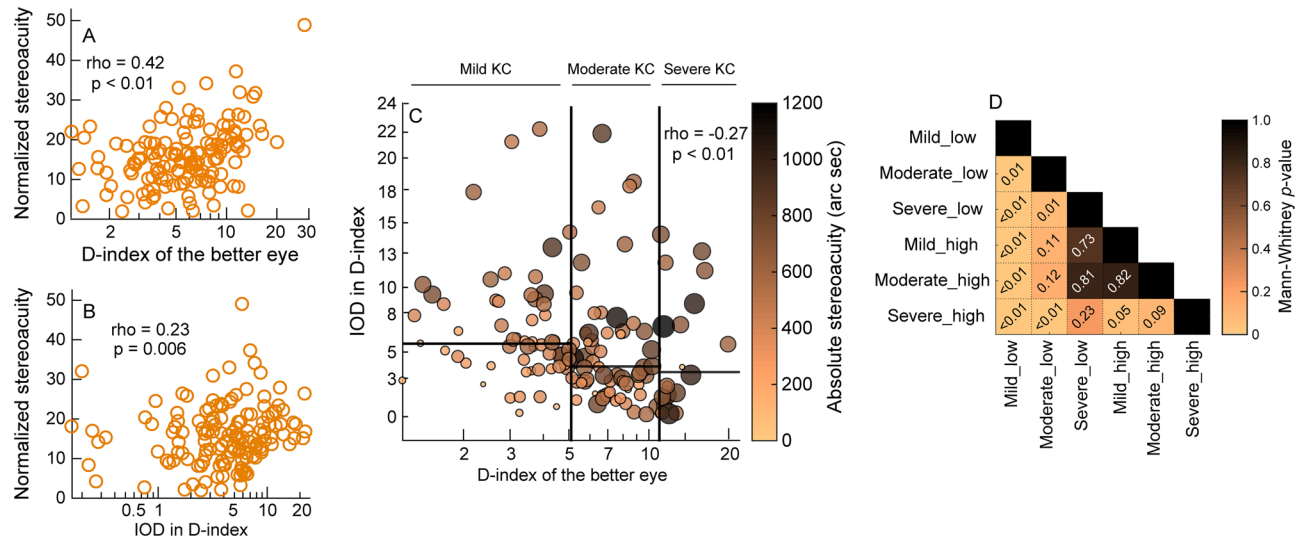 A
rho = 0.42
p < 0.01
Normalized stereoacuity
50
40
30
20
10
0
2
5
10
20
30
D-index of the better eye
B
rho = 0.23
p = 0.006
Normalized stereoacuity
50
40
30
20
10
0
0.5
1
5
10
20
IOD in D-index
Mild KC
Moderate KC
Severe KC
C
rho = -0.27
p < 0.01
IOD in D-index
24
22
20
18
15
13
10
8
5
3
0
2
3
5
7
10
20
D-index of the better eye
1200
1000
800
600
400
200
0
Absolute stereoacuity (arc sec)
D
Mild_low
Moderate_low
0.01
Severe_low
<0.01
0.01
Mild_high
<0.01
0.11
0.73
Moderate_high
<0.01
0.12
0.81
0.82
Severe_high
<0.01
<0.01
0.23
0.05
0.09
Mild_low
Moderate_low
Severe_low
Mild_high
Moderate_high
Severe_high
1.0
0.8
0.6
0.4
0.2
0
Mann-Whitney p-value